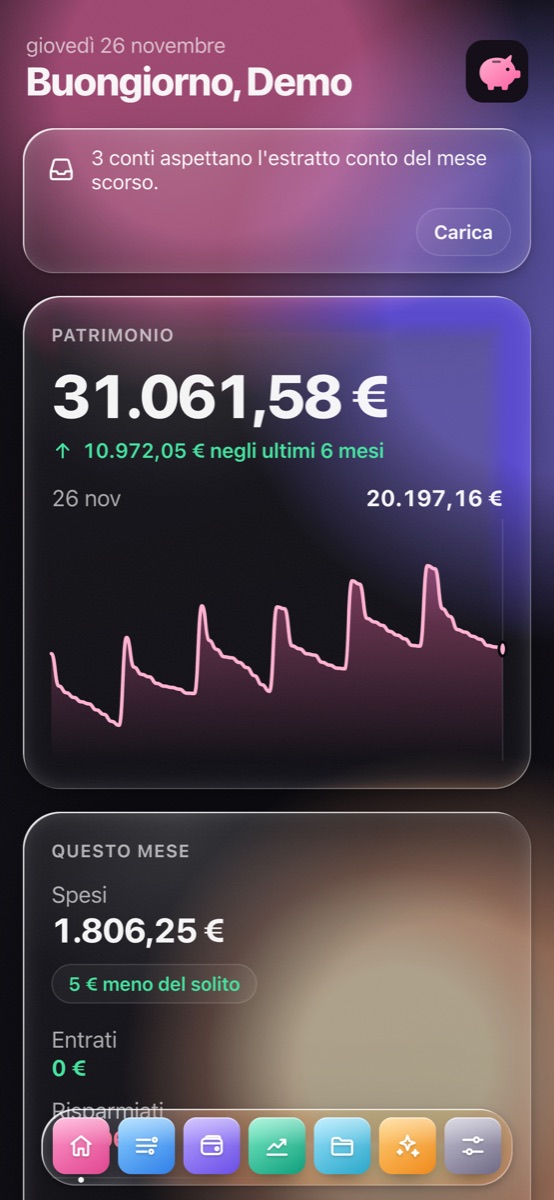 giovedì 26 novembre
Buongiorno, Demo
3 conti aspettano l'estratto conto del mese
scorso.
Carica
PATRIMONIO
31.061,58 €
↑ 10.972,05 € negli ultimi 6 mesi
26 nov 20.197,16 €
QUESTO MESE
Spesi
1.806,25 €
5 € meno del solito
Entrati
0 €
Risparmiati